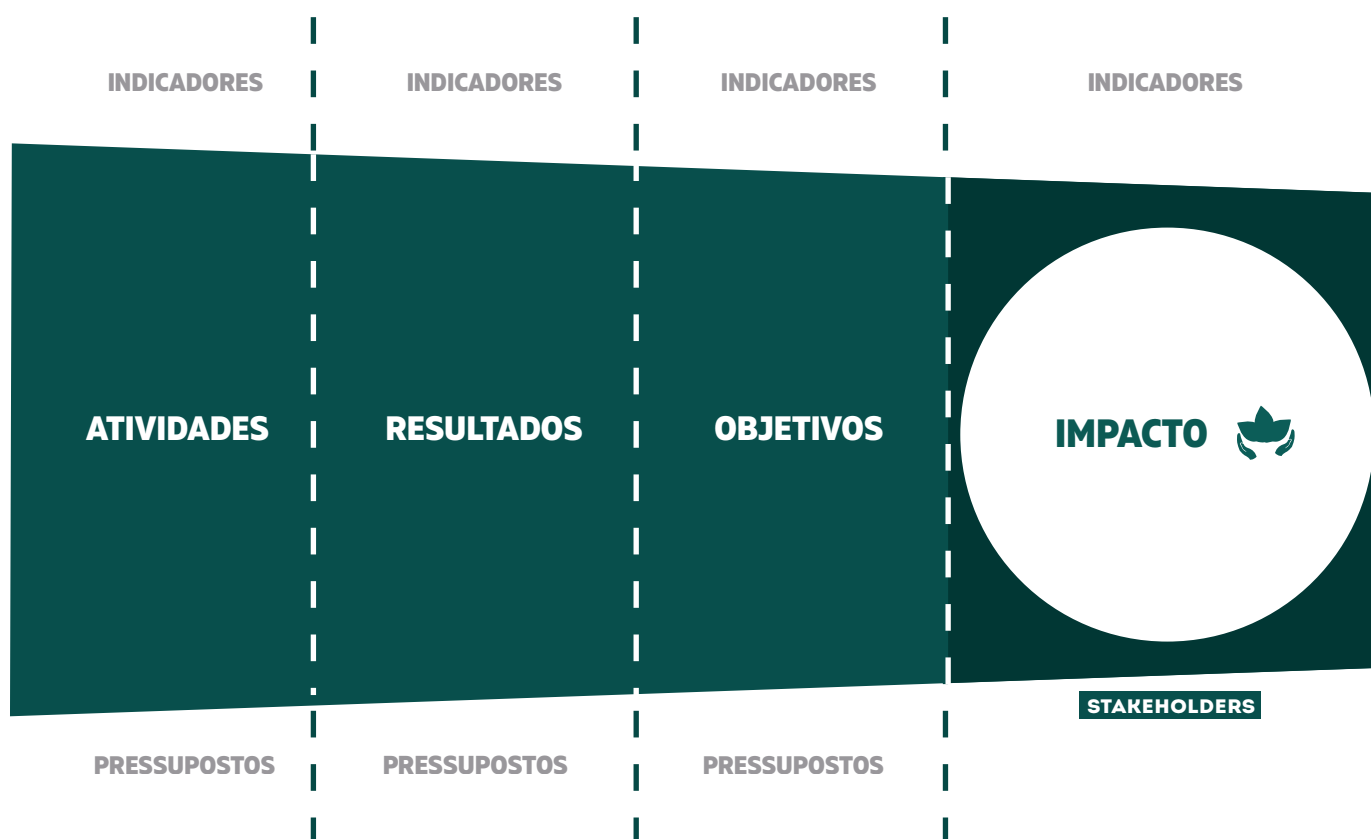 INDICADORES
INDICADORES
INDICADORES
INDICADORES
ATIVIDADES
RESULTADOS
OBJETIVOS
IMPACTO
STAKEHOLDERS
PRESSUPOSTOS
PRESSUPOSTOS
PRESSUPOSTOS